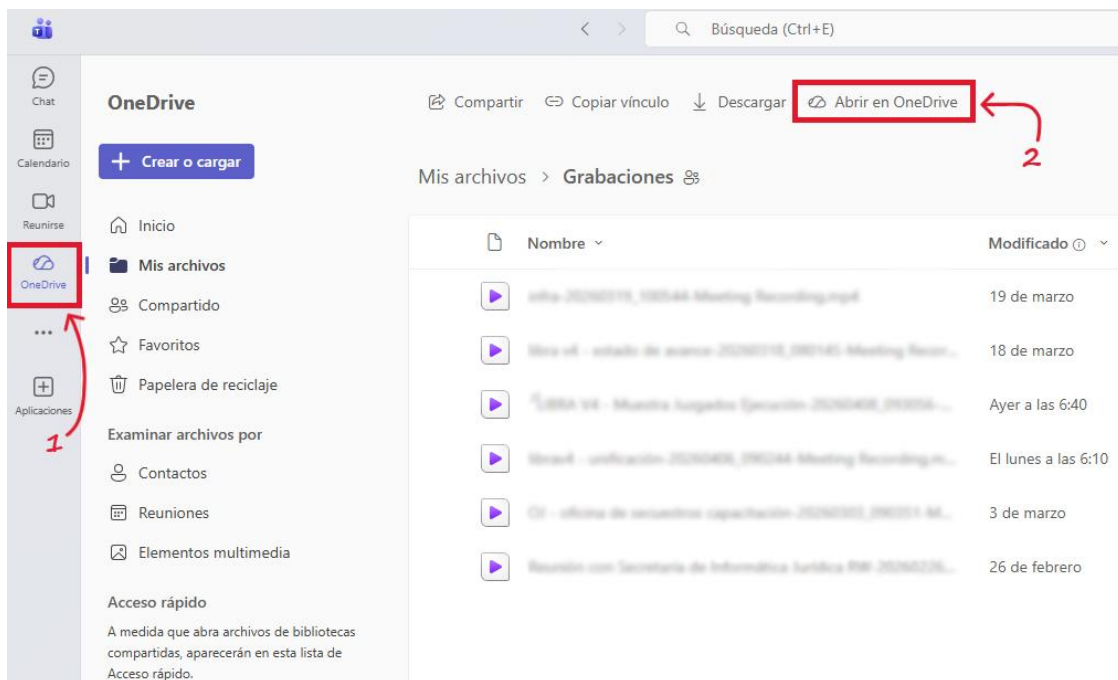 Búsqueda (Ctrl+E)
Chat
Calendario
Reunirse
OneDrive
Aplicaciones
1
OneDrive
Crear o cargar
Inicio
Mis archivos
Compartido
Favoritos
Papelera de reciclaje
Examinar archivos por
Contactos
Reuniones
Elementos multimedia
Acceso rápido
A medida que abra archivos de bibliotecas
compartidas, aparecerán en esta lista de
Acceso rápido.
Compartir Copiar vínculo Descargar Abrir en OneDrive
2
Mis archivos > Grabaciones
Nombre Modificado
19 de marzo
18 de marzo
Ayer a las 6:40
El lunes a las 6:10
3 de marzo
26 de febrero